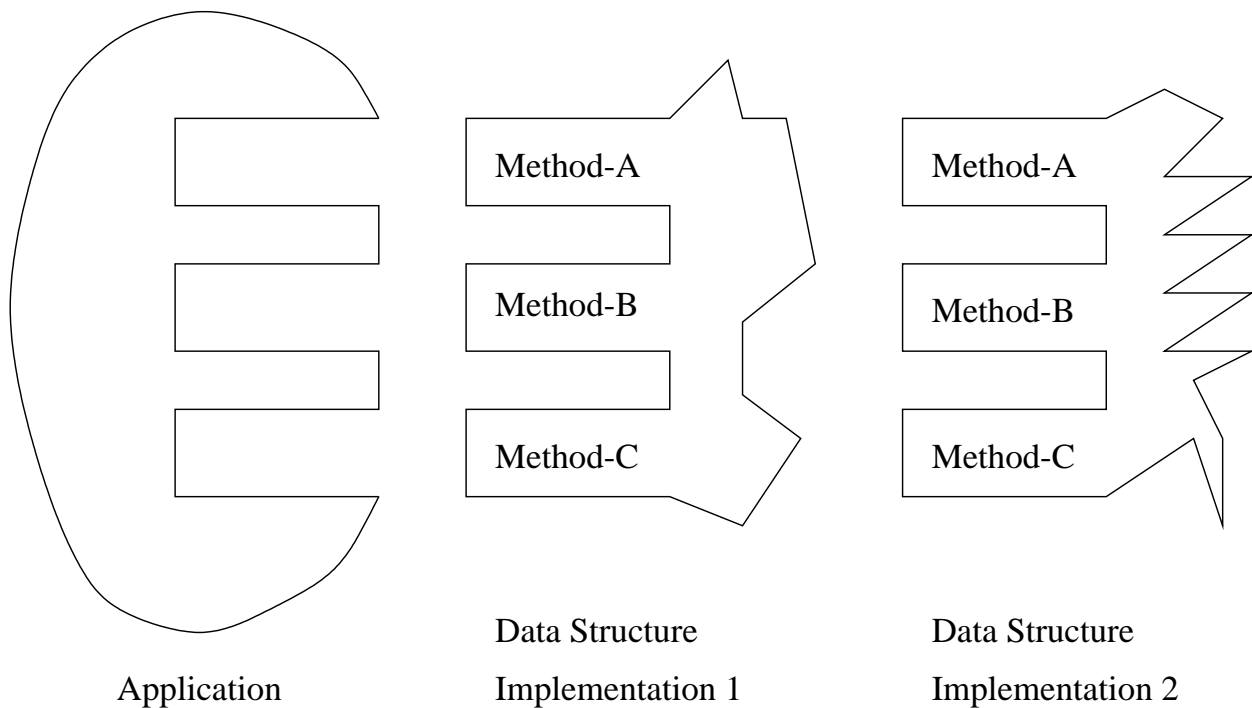 Method-A
Method-B
Method-C
Method-A
Method-B
Method-C
Application
Data Structure
Implementation 1
Data Structure
Implementation 2